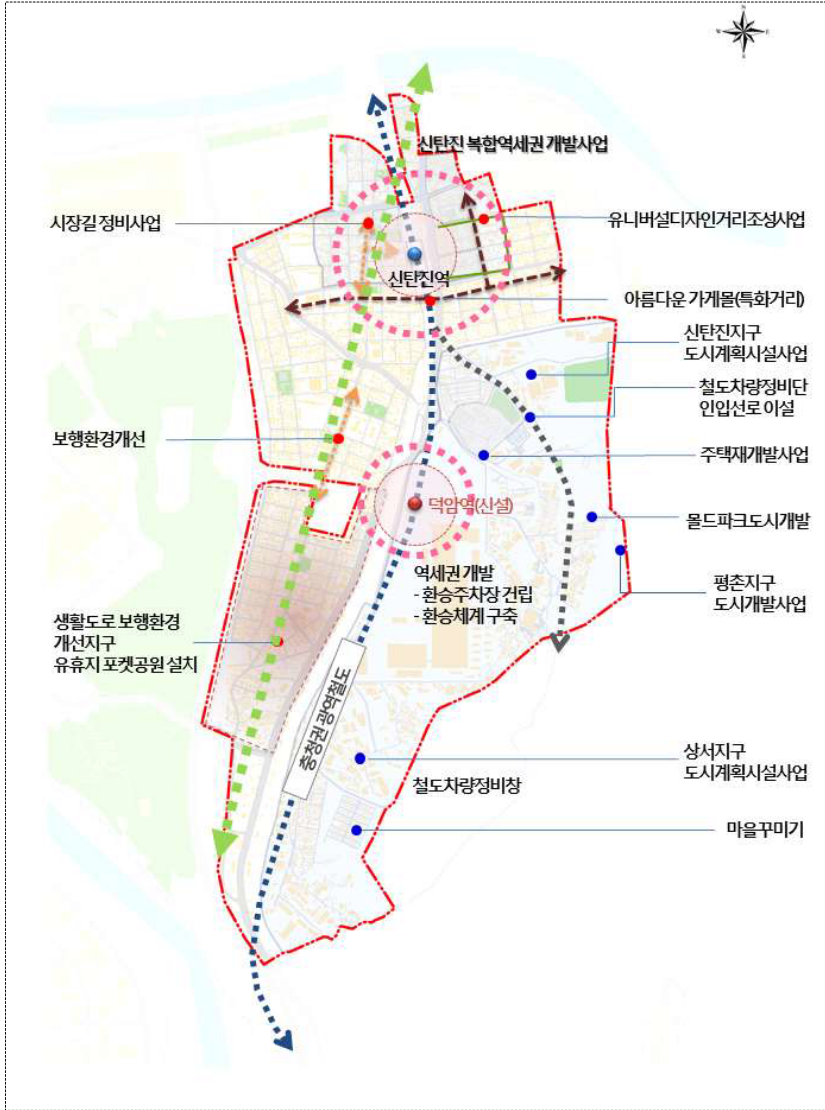 신탄진 복합역세권 개발사업
시장길 정비사업
유니버설디자인거리조성사업
신탄진역
아름다운 가게몰(특화거리)
신탄진지구
도시계획시설사업
철도차량정비단
인입선로 이설
보행환경개선
주택재개발사업
덕암역(신설)
몰드파크도시개발
역세권 개발
- 환승주차장 건립
- 환승체계 구축
평촌지구
도시개발사업
생활도로 보행환경
개선지구
유휴지 포켓공원 설치
충청권 광역철도
상서지구
도시계획시설사업
철도차량정비창
마을꾸미기